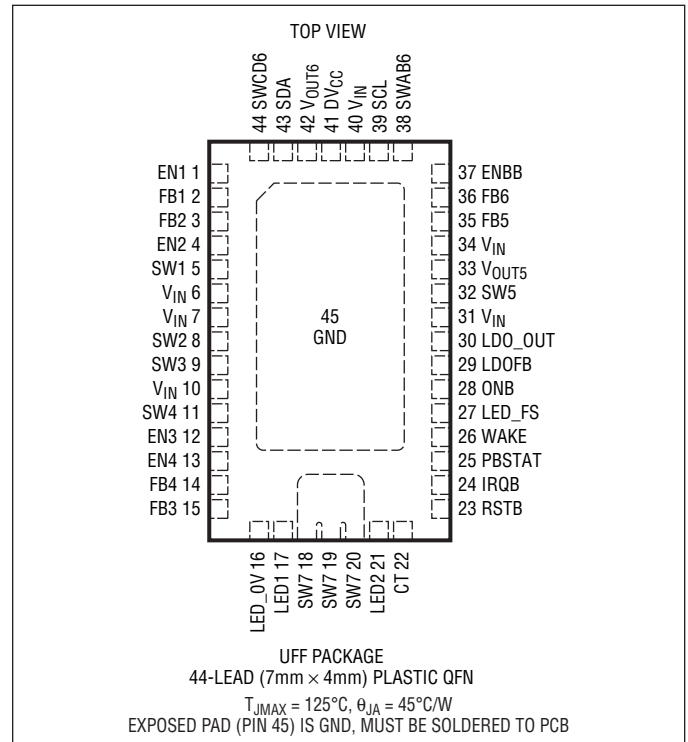 TOP VIEW
44 SWCD6
43 SDA
42 VOUT6
41 DVCC
40 VIN
39 SCL
38 SWAB6
EN1 1
FB1 2
FB2 3
EN2 4
SW1 5
VIN 6
VIN 7
SW2 8
SW3 9
VIN 10
SW4 11
EN3 12
EN4 13
FB4 14
FB3 15
37 ENBB
36 FB6
35 FB5
34 VIN
33 VOUT5
32 SW5
31 VIN
30 LDO_OUT
29 LDOFB
28 ONB
27 LED_FS
26 WAKE
25 PBSTAT
24 IRQB
23 RSTB
45
GND
LED_OV 16
LED1 17
SW7 18
SW7 19
SW7 20
LED2 21
CT 22
UFF PACKAGE
44-LEAD (7mm × 4mm) PLASTIC QFN
TJMAX = 125°C, θJA = 45°C/W
EXPOSED PAD (PIN 45) IS GND, MUST BE SOLDERED TO PCB